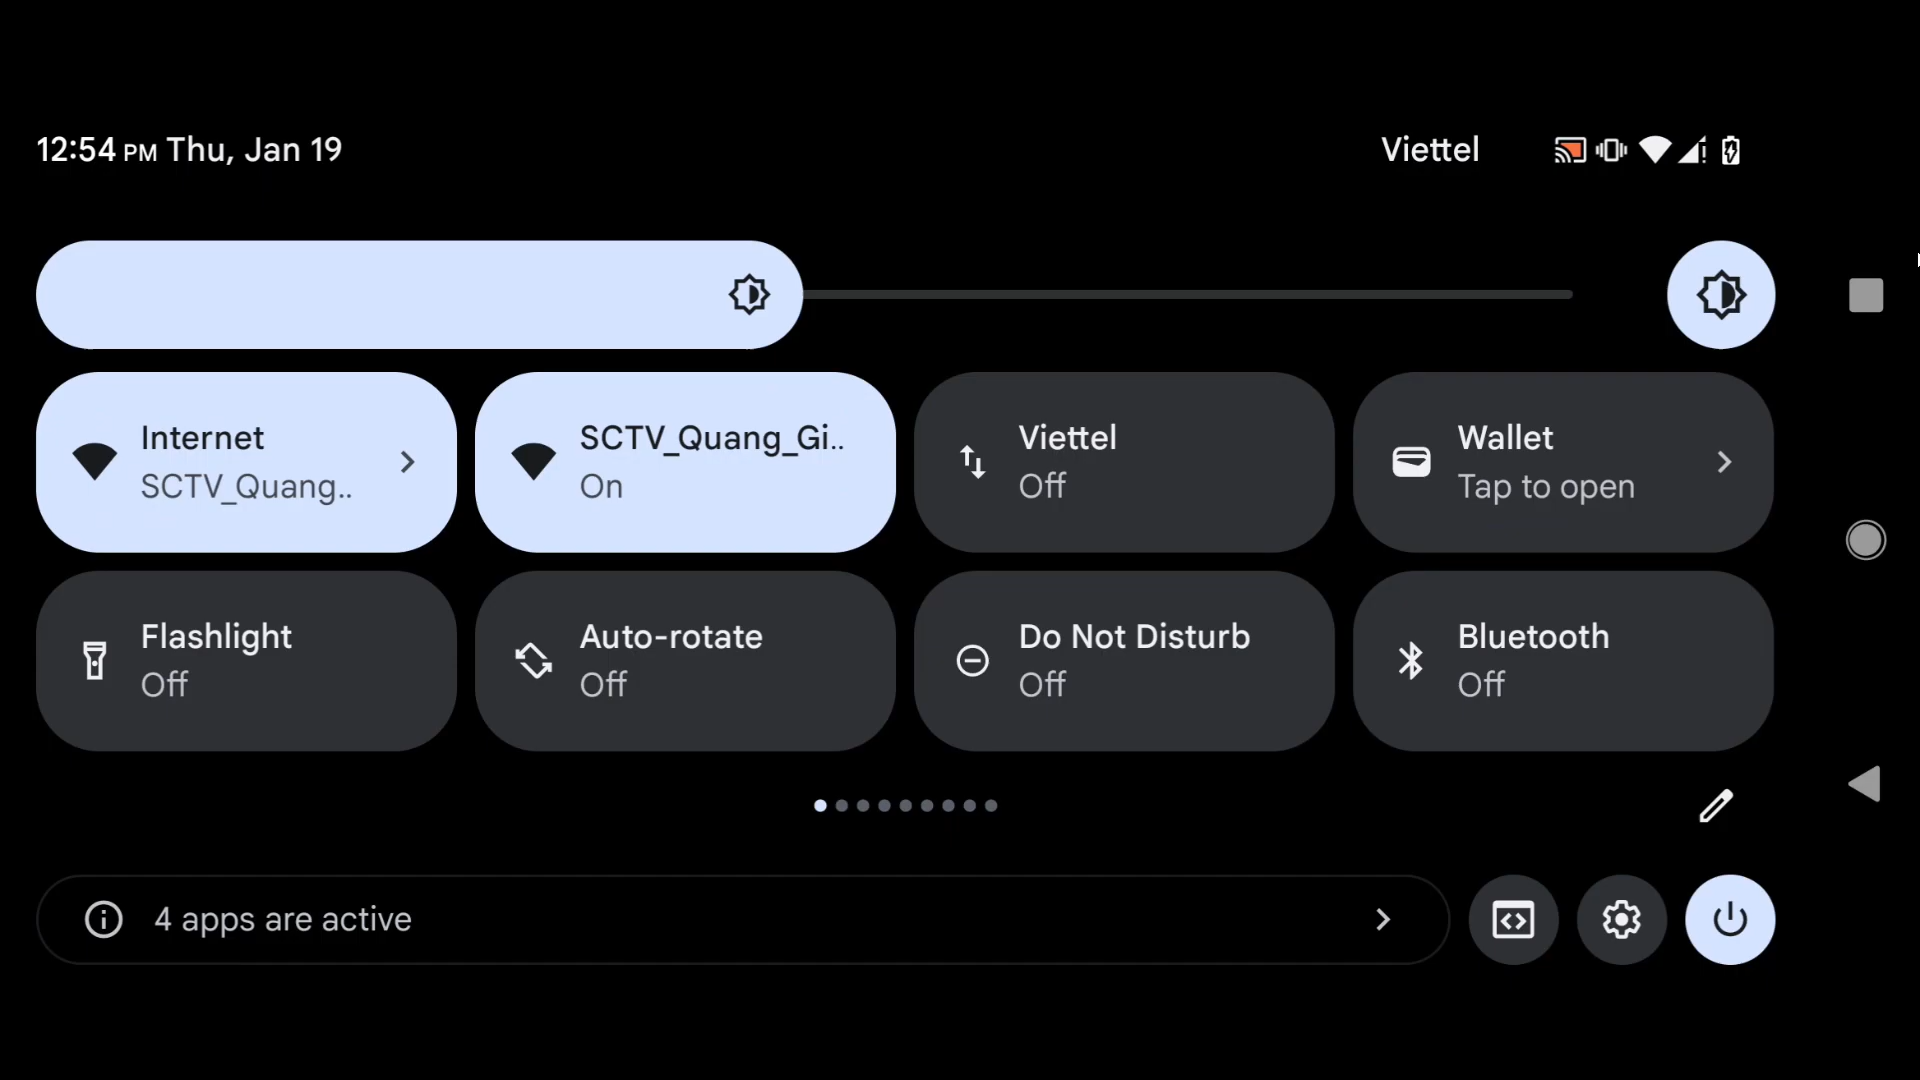 12:54 PM Thu, Jan 19
Viettel
Internet
SCTV_Quang..
SCTV_Quang_Gi..
On
Viettel
Off
Wallet
Tap to open
Flashlight
Off
Auto-rotate
Off
Do Not Disturb
Off
Bluetooth
Off
4 apps are active